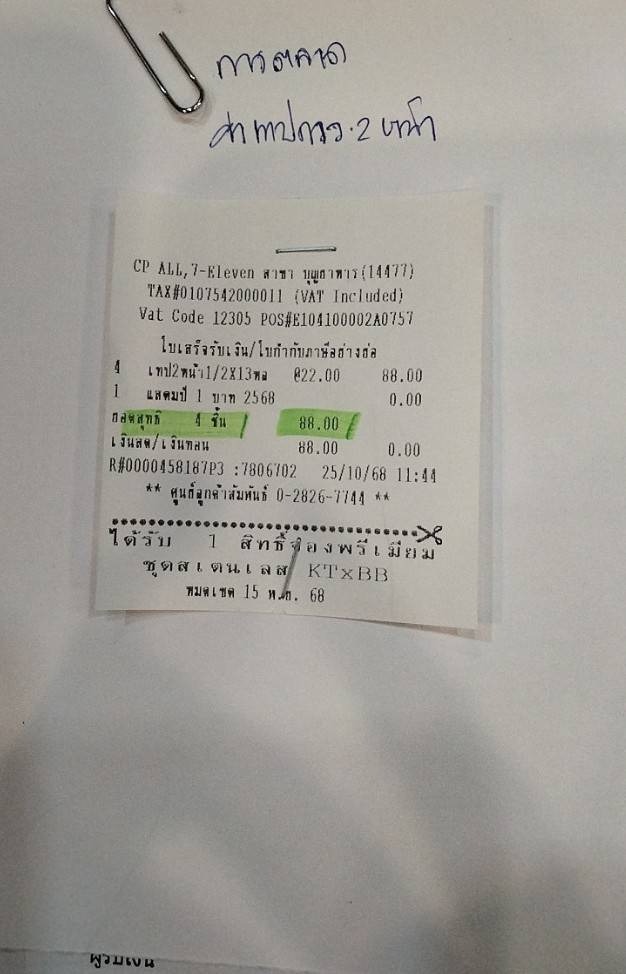 การตลาด
ค่าเทปกาว 2 หน้า
CP ALL,7-Eleven สาขา บุญถาทาร(14477)
TAX#0107542000011 (VAT Included)
Vat Code 12305 POS#E104100002A0757
ใบเสร็จรับเงิน/ใบกำกับภาษีอย่างย่อ
4 เทป2หน้า1/2X13หล @22.00 88.00
1 แสตมป์ 1 บาท 2568 0.00
ยอดสุทธิ 4 ชิ้น 88.00
เงินสด/เงินทอน 88.00 0.00
R#0000458187P3 :7806702 25/10/68 11:44
** ศูนย์ลูกค้าสัมพันธ์ 0-2826-7744 **
ได้รับ 1 สิทธิ์จองพรีเมียม
ชุดสเตนเลส KTxBB
หมดเขต 15 พ.ย. 68
ผู้รับเงิน